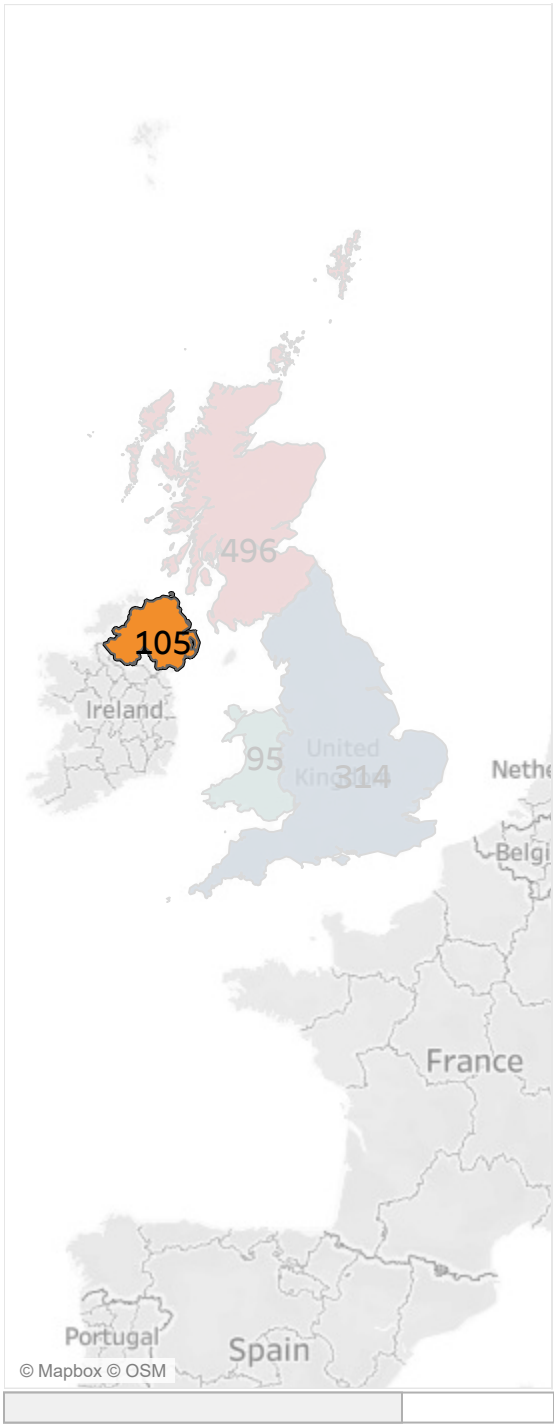 496
105
Ireland
United
95
Kingdom
314
Nethe
Belgi
France
Portugal
Spain
© Mapbox © OSM